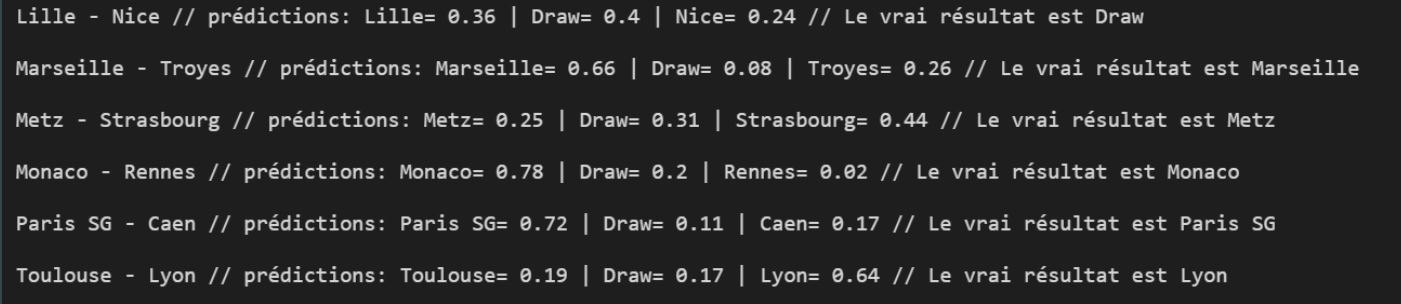 Lille - Nice // prédictions: Lille= 0.36 | Draw= 0.4 | Nice= 0.24 // Le vrai résultat est Draw
Marseille - Troyes // prédictions: Marseille= 0.66 | Draw= 0.08 | Troyes= 0.26 // Le vrai résultat est Marseille
Metz - Strasbourg // prédictions: Metz= 0.25 | Draw= 0.31 | Strasbourg= 0.44 // Le vrai résultat est Metz
Monaco - Rennes // prédictions: Monaco= 0.78 | Draw= 0.2 | Rennes= 0.02 // Le vrai résultat est Monaco
Paris SG - Caen // prédictions: Paris SG= 0.72 | Draw= 0.11 | Caen= 0.17 // Le vrai résultat est Paris SG
Toulouse - Lyon // prédictions: Toulouse= 0.19 | Draw= 0.17 | Lyon= 0.64 // Le vrai résultat est Lyon